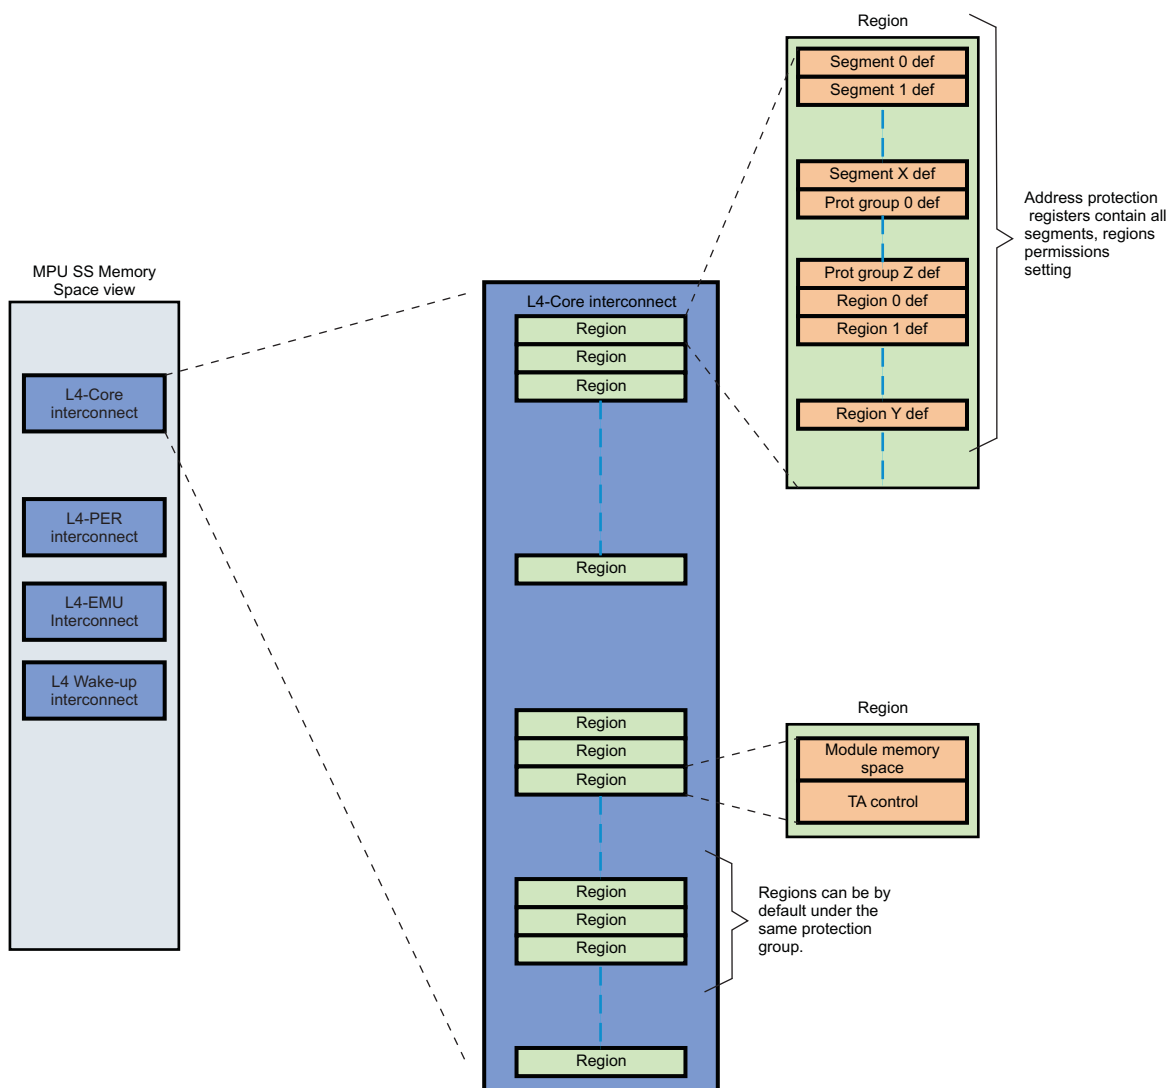 MPU SS Memory
Space view
L4-Core
interconnect
L4-PER
interconnect
L4-EMU
Interconnect
L4 Wake-up
interconnect
L4-Core interconnect
Region
Region
Region
Region
Region
Region
Region
Region
Region
Region
Region
Region
Segment 0 def
Segment 1 def
Segment X def
Prot group 0 def
Prot group Z def
Region 0 def
Region 1 def
Region Y def
Address protection
registers contain all
segments, regions
permissions
setting
Region
Module memory
space
TA control
Regions can be by
default under the
same protection
group.